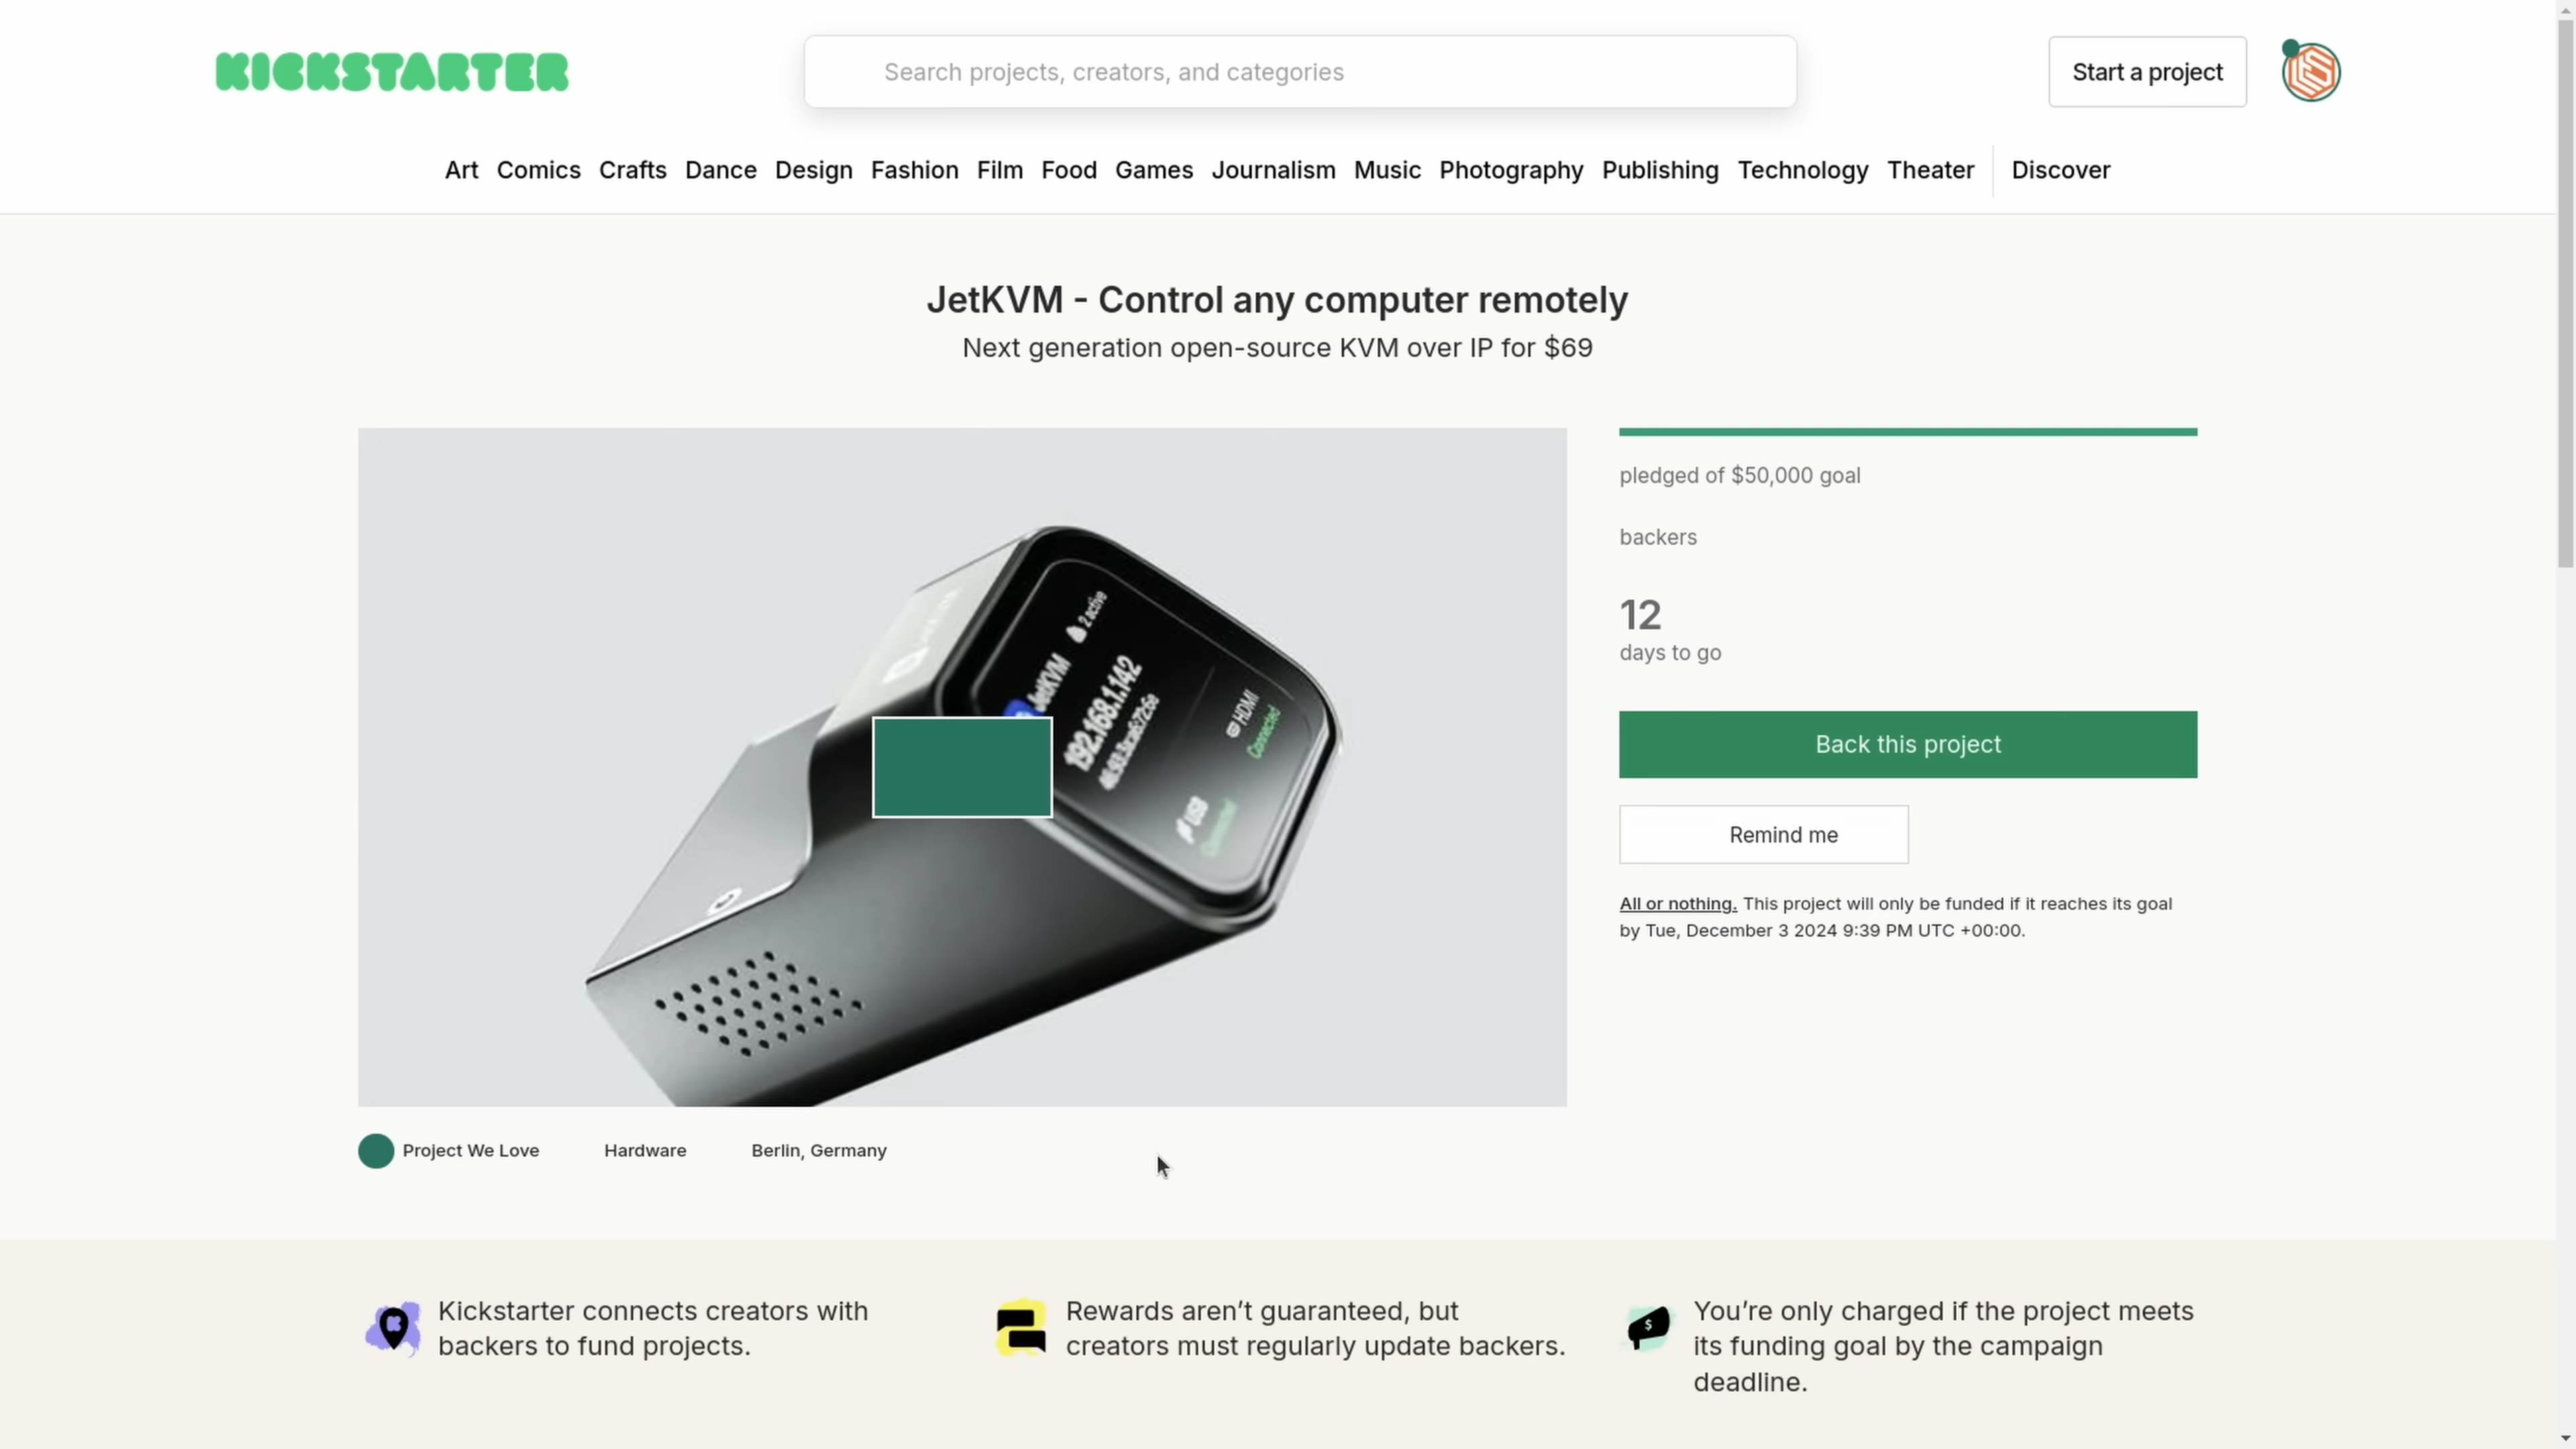 KICKSTARTER
Search projects, creators, and categories
Start a project
Art Comics Crafts Dance Design Fashion Film Food Games Journalism Music Photography Publishing Technology Theater Discover
JetKVM - Control any computer remotely
Next generation open-source KVM over IP for $69
2 active
JetKVM
192.168.1.142
HDMI
Connected
USB
Connected
pledged of $50,000 goal
backers
12
days to go
Back this project
Remind me
All or nothing. This project will only be funded if it reaches its goal
by Tue, December 3 2024 9:39 PM UTC +00:00.
Project We Love
Hardware
Berlin, Germany
Kickstarter connects creators with
backers to fund projects.
Rewards aren’t guaranteed, but
creators must regularly update backers.
You’re only charged if the project meets
its funding goal by the campaign
deadline.